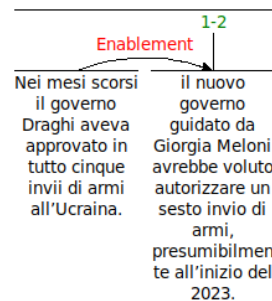 1-2
Enablement
Nei mesi scorsi
il governo
Draghi aveva
approvato in
tutto cinque
invii di armi
all'Ucraina.
il nuovo
governo
guidato da
Giorgia Meloni
avrebbe voluto
autorizzare un
sesto invio di
armi,
presumibilmen
te all'inizio del
2023.